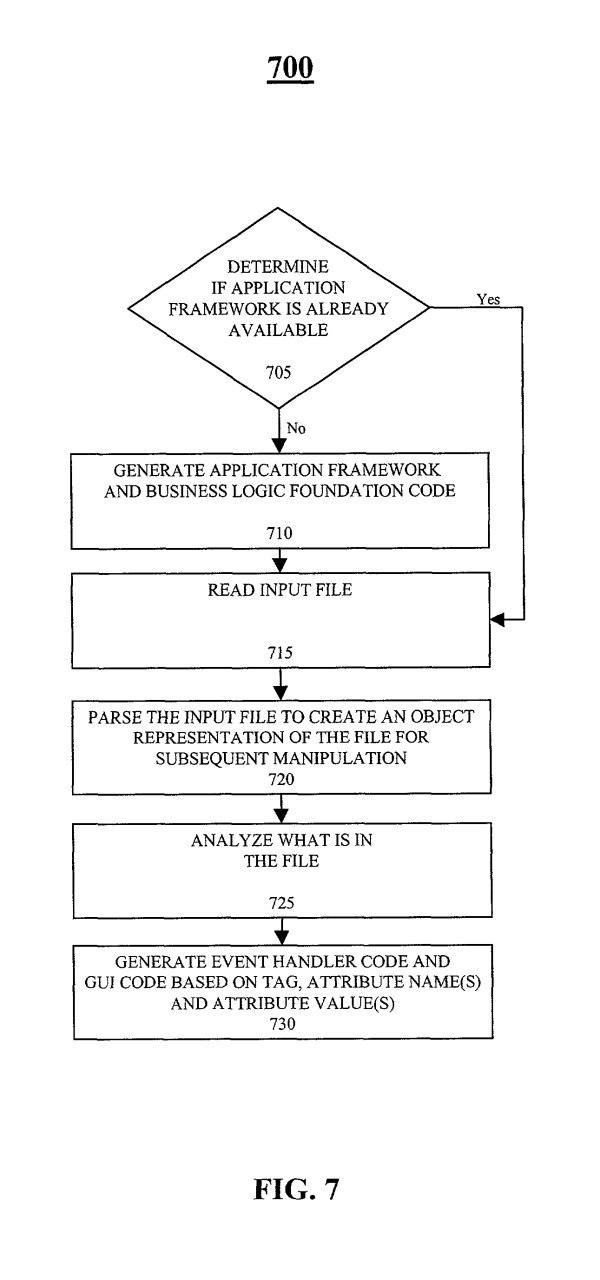 700
DETERMINE
IF APPLICATION
FRAMEWORK IS ALREADY
AVAILABLE
705
Yes
No
GENERATE APPLICATION FRAMEWORK
AND BUSINESS LOGIC FOUNDATION CODE
710
READ INPUT FILE
715
PARSE THE INPUT FILE TO CREATE AN OBJECT
REPRESENTATION OF THE FILE FOR
SUBSEQUENT MANIPULATION
720
ANALYZE WHAT IS IN
THE FILE
725
GENERATE EVENT HANDLER CODE AND
GUI CODE BASED ON TAG, ATTRIBUTE NAME(S)
AND ATTRIBUTE VALUE(S)
730
FIG. 7